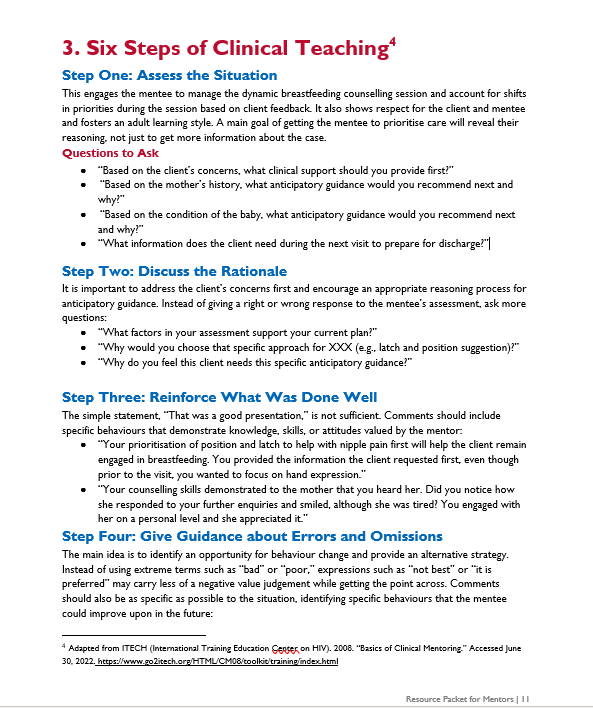 3. Six Steps of Clinical Teaching4
Step One: Assess the Situation
This engages the mentee to manage the dynamic breastfeeding counselling session and account for shifts
in priorities during the session based on client feedback. It also shows respect for the client and mentee
and fosters an adult learning style. A main goal of getting the mentee to prioritise care will reveal their
reasoning, not just to get more information about the case.
Questions to Ask
• “Based on the client’s concerns, what clinical support should you provide first?”
• “Based on the mother’s history, what anticipatory guidance would you recommend next and
why?”
• “Based on the condition of the baby, what anticipatory guidance would you recommend next
and why?”
• “What information does the client need during the next visit to prepare for discharge?”
Step Two: Discuss the Rationale
It is important to address the client’s concerns first and encourage an appropriate reasoning process for
anticipatory guidance. Instead of giving a right or wrong response to the mentee’s assessment, ask more
questions:
• “What factors in your assessment support your current plan?”
• “Why would you choose that specific approach for XXX (e.g., latch and position suggestion)?”
• “Why do you feel this client needs this specific anticipatory guidance?”
Step Three: Reinforce What Was Done Well
The simple statement, “That was a good presentation,” is not sufficient. Comments should include
specific behaviours that demonstrate knowledge, skills, or attitudes valued by the mentor:
• “Your prioritisation of position and latch to help with nipple pain first will help the client remain
engaged in breastfeeding. You provided the information the client requested first, even though
prior to the visit, you wanted to focus on hand expression.”
• “Your counselling skills demonstrated to the mother that you heard her. Did you notice how
she responded to your further enquiries and smiled, although she was tired? You engaged with
her on a personal level and she appreciated it.”
Step Four: Give Guidance about Errors and Omissions
The main idea is to identify an opportunity for behaviour change and provide an alternative strategy.
Instead of using extreme terms such as “bad” or “poor,” expressions such as “not best” or “it is
preferred” may carry less of a negative value judgement while getting the point across. Comments
should also be as specific as possible to the situation, identifying specific behaviours that the mentee
could improve upon in the future:
4 Adapted from ITECH (International Training Education Center on HIV). 2008. “Basics of Clinical Mentoring.” Accessed June
30, 2022. https://www.go2itech.org/HTML/CM08/toolkit/training/index.html
Resource Packet for Mentors | 11